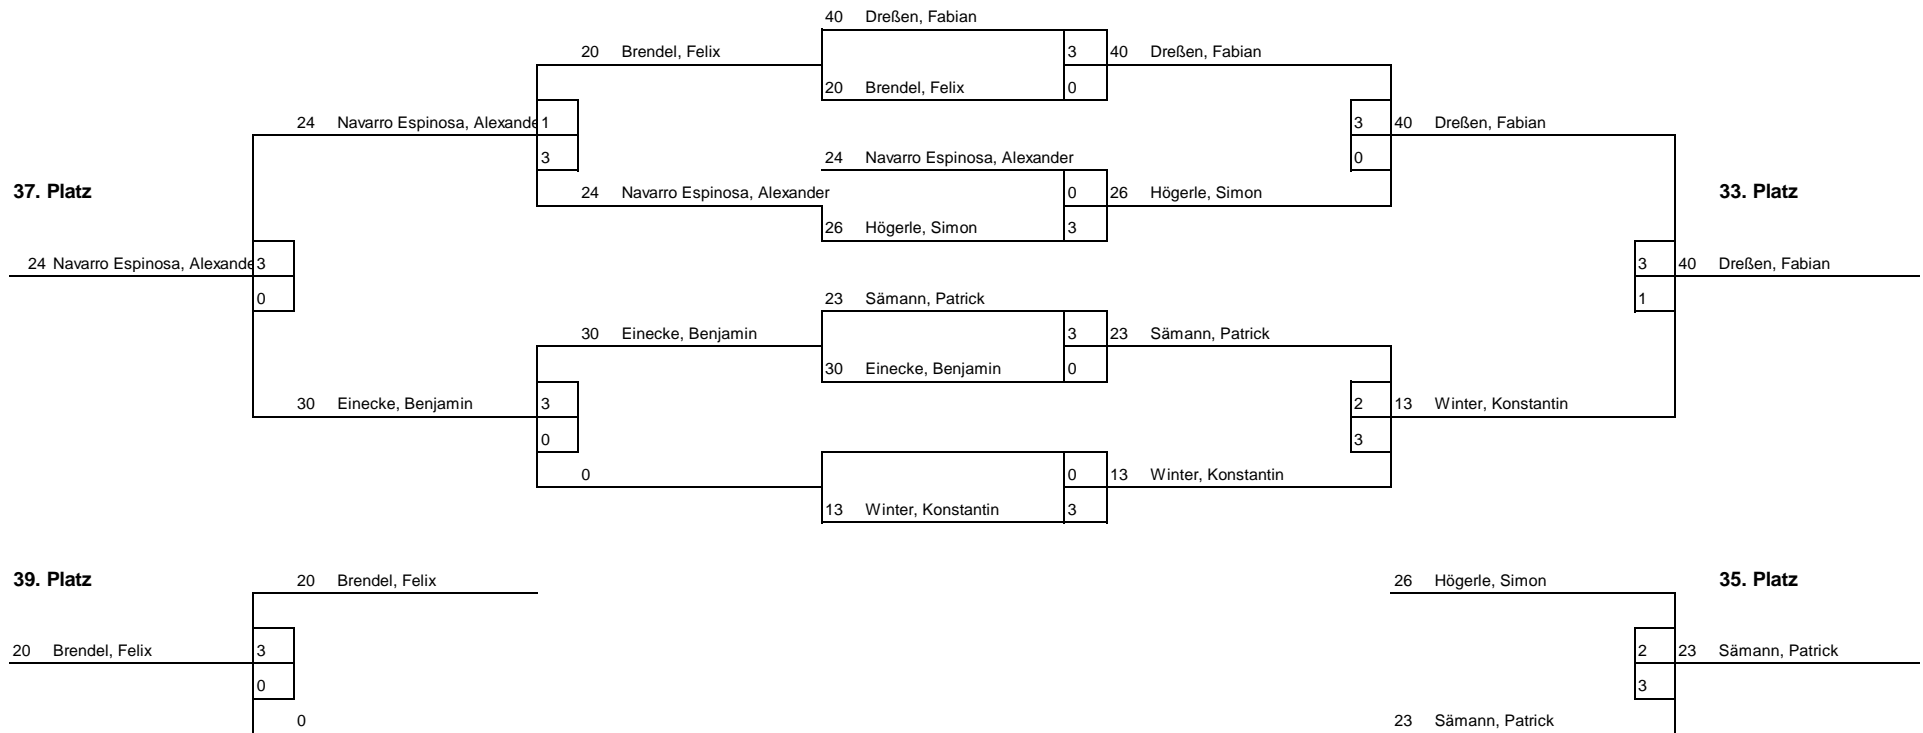 40 Dreßen, Fabian
20 Brendel, Felix 3 40 Dreßen, Fabian
20 Brendel, Felix 0
24 Navarro Espinosa, Alexande 1 3 40 Dreßen, Fabian
3 24 Navarro Espinosa, Alexander 0
37. Platz 24 Navarro Espinosa, Alexander 0 26 Högerle, Simon 33. Platz
26 Högerle, Simon 3
24 Navarro Espinosa, Alexande 3 3 40 Dreßen, Fabian
0 23 Sämann, Patrick 1
30 Einecke, Benjamin 3 23 Sämann, Patrick
30 Einecke, Benjamin 0
30 Einecke, Benjamin 3 2 13 Winter, Konstantin
0 3
0 0 13 Winter, Konstantin
13 Winter, Konstantin 3
39. Platz 20 Brendel, Felix 26 Högerle, Simon 35. Platz
20 Brendel, Felix 3 2 23 Sämann, Patrick
0 3
0 23 Sämann, Patrick